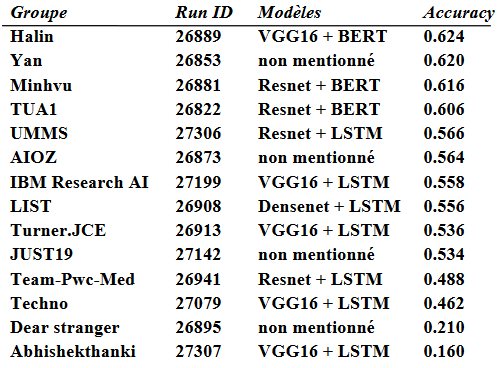 Groupe Run ID Modèles Accuracy
Halin 26889 VGG16 + BERT 0.624
Yan 26853 non mentionné 0.620
Minhvu 26881 Resnet + BERT 0.616
TUA1 26822 Resnet + BERT 0.606
UMMS 27306 Resnet + LSTM 0.566
AIOZ 26873 non mentionné 0.564
IBM Research AI 27199 VGG16 + LSTM 0.558
LIST 26908 Densenet + LSTM 0.556
Turner.JCE 26913 VGG16 + LSTM 0.536
JUST19 27142 non mentionné 0.534
Team-Pwc-Med 26941 Resnet + LSTM 0.488
Techno 27079 VGG16 + LSTM 0.462
Dear stranger 26895 non mentionné 0.210
Abhishekthanki 27307 VGG16 + LSTM 0.160